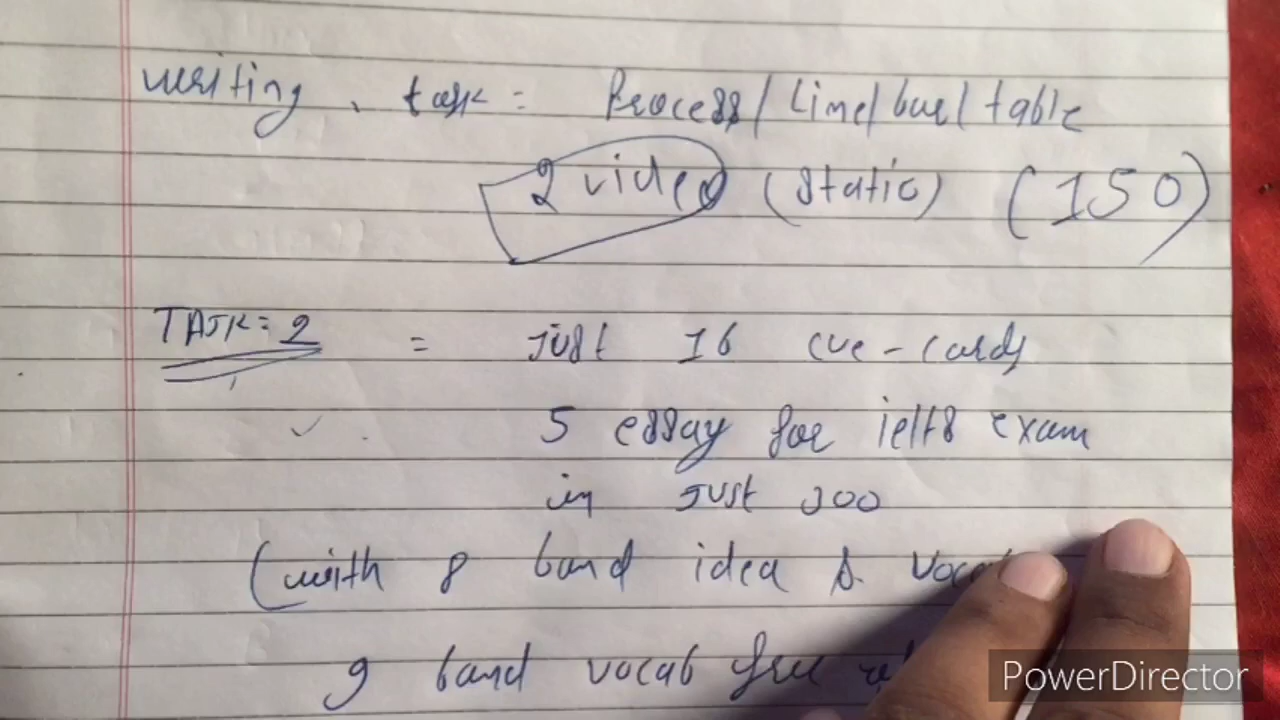 writing, task = Process/Line/bar/table
2 video (static) (150)
TASK=2 = Just 16 cue-cards
5 essay for ielts exam
in Just 300
(with 8 band idea &
9 band vocab free
PowerDirector